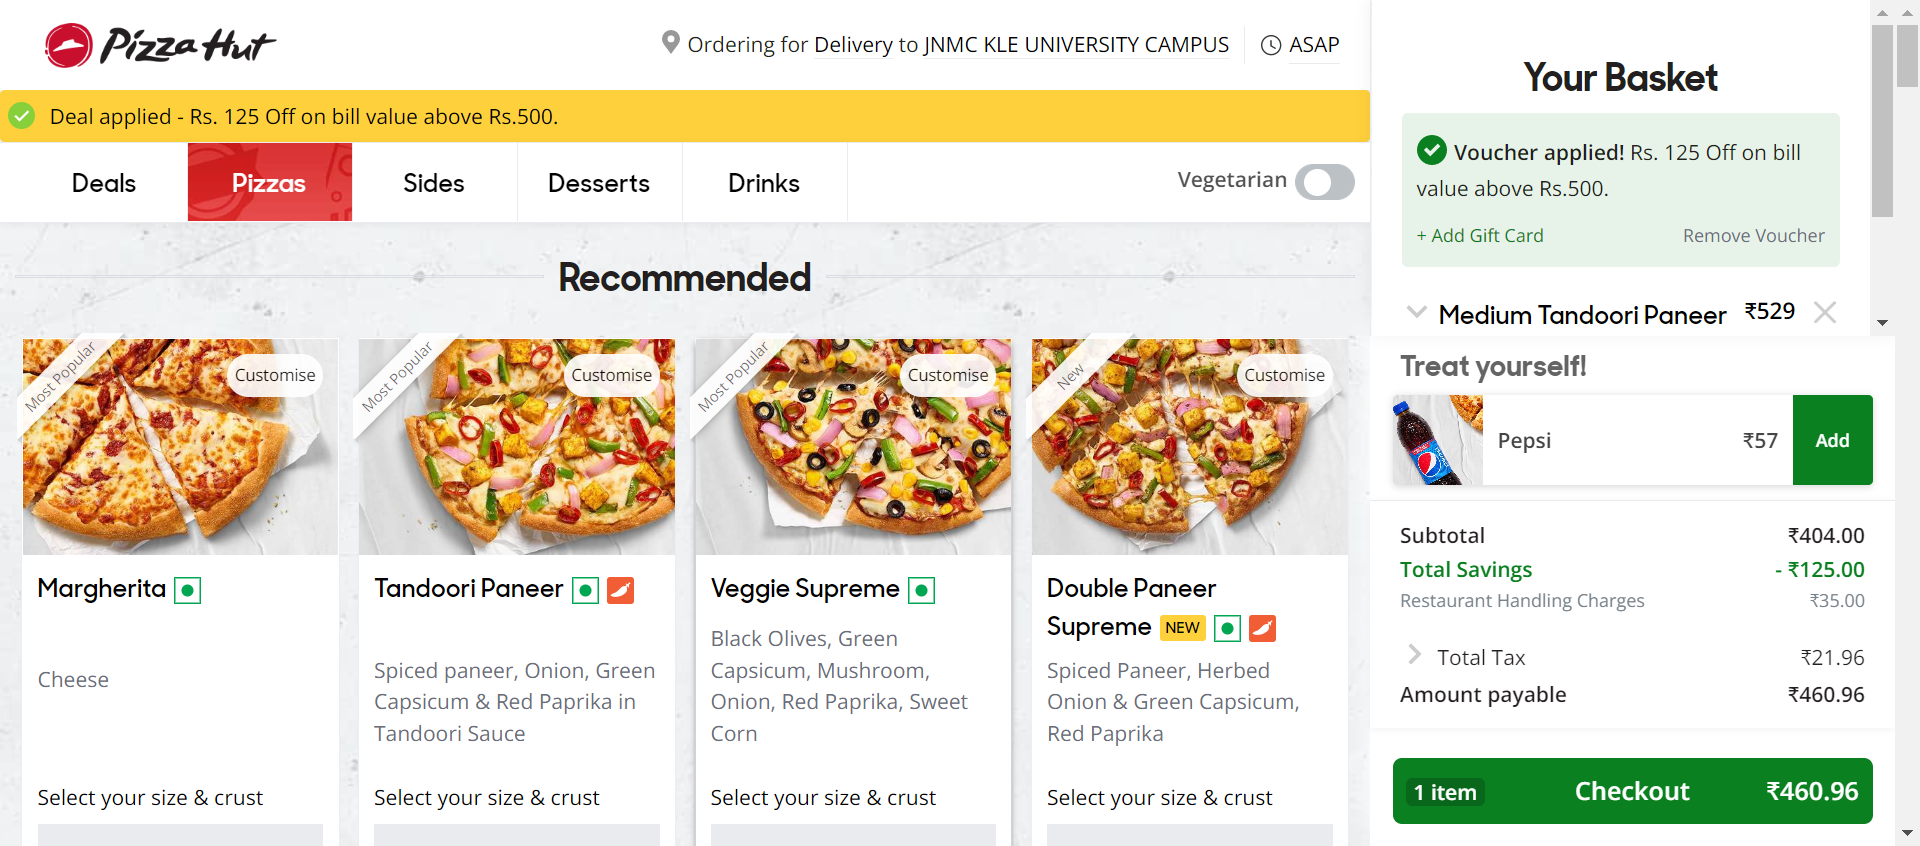 Pizza Hut
Ordering for Delivery to JNMC KLE UNIVERSITY CAMPUS
ASAP
Deal applied - Rs. 125 Off on bill value above Rs.500.
Deals
Pizzas
Sides
Desserts
Drinks
Vegetarian
Recommended
Most Popular
Customise
Margherita
Cheese
Select your size & crust
Most Popular
Customise
Tandoori Paneer
Spiced paneer, Onion, Green
Capsicum & Red Paprika in
Tandoori Sauce
Select your size & crust
Most Popular
Customise
Veggie Supreme
Black Olives, Green
Capsicum, Mushroom,
Onion, Red Paprika, Sweet
Corn
Select your size & crust
New
Customise
Double Paneer
Supreme NEW
Spiced Paneer, Herbed
Onion & Green Capsicum,
Red Paprika
Select your size & crust
Your Basket
Voucher applied! Rs. 125 Off on bill
value above Rs.500.
+ Add Gift Card Remove Voucher
Medium Tandoori Paneer ₹529
Treat yourself!
Pepsi ₹57 Add
Subtotal ₹404.00
Total Savings - ₹125.00
Restaurant Handling Charges ₹35.00
Total Tax ₹21.96
Amount payable ₹460.96
1 item Checkout ₹460.96